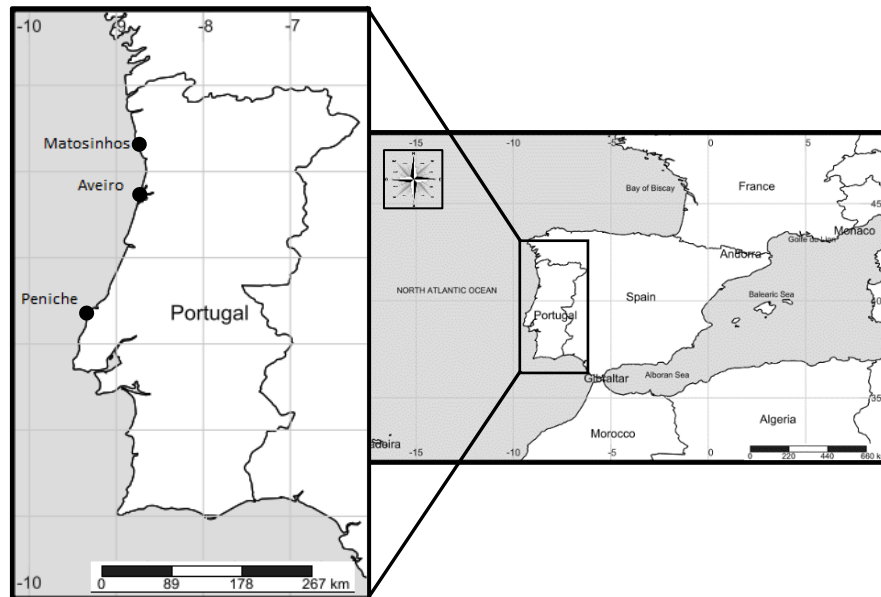 -10
-9
-8
-7
Matosinhos
Aveiro
Peniche
Portugal
-10
0
89
178
267 km
-15
-10
-5
0
5
Bay of Biscay
France
45
Golfe du Lion
Monaco
Andorra
NORTH ATLANTIC OCEAN
Spain
Balearic Sea
40
Portugal
Gibraltar
Alboran Sea
35
Morocco
Algeria
-15
-10
-5
0
0
220
440
660 k